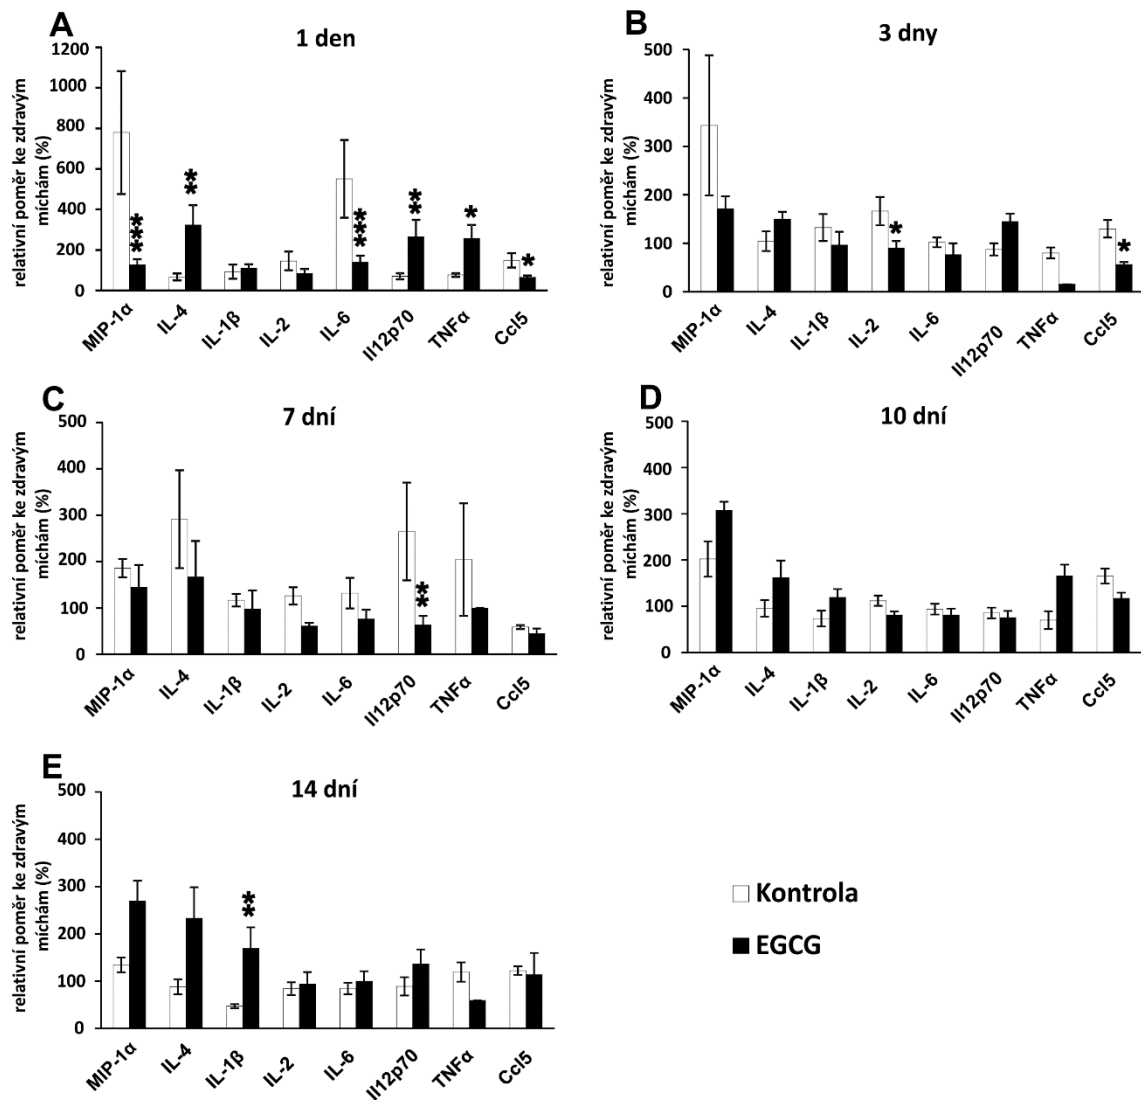 A
1 den
relativní poměr ke zdravým
míchám (%)
1200
1000
800
600
400
200
0
***
**
***
**
*
*
MIP-1α
IL-4
IL-1β
IL-2
IL-6
Il12p70
TNFα
Ccl5
B
3 dny
relativní poměr ke zdravým
míchám (%)
500
400
300
200
100
0
*
*
MIP-1α
IL-4
IL-1β
IL-2
IL-6
Il12p70
TNFα
Ccl5
C
7 dní
relativní poměr ke zdravým
míchám (%)
500
400
300
200
100
0
**
MIP-1α
IL-4
IL-1β
IL-2
IL-6
Il12p70
TNFα
Ccl5
D
10 dní
relativní poměr ke zdravým
míchám (%)
500
400
300
200
100
0
MIP-1α
IL-4
IL-1β
IL-2
IL-6
Il12p70
TNFα
Ccl5
E
14 dní
relativní poměr ke zdravým
míchám (%)
500
400
300
200
100
0
**
MIP-1α
IL-4
IL-1β
IL-2
IL-6
Il12p70
TNFα
Ccl5
Kontrola
EGCG